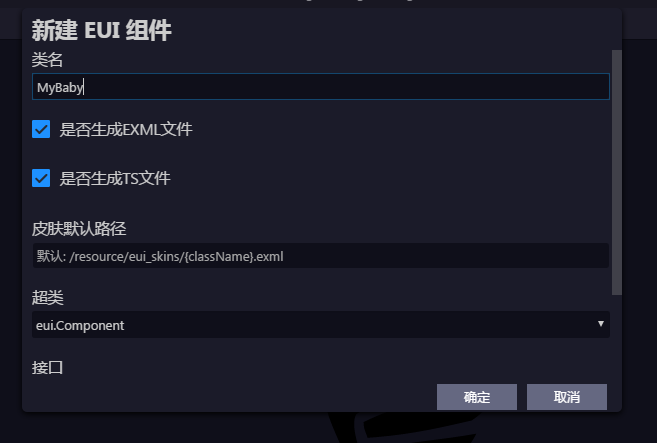 新建 EUI 组件
类名
MyBaby
是否生成EXML文件
是否生成TS文件
皮肤默认路径
默认: /resource/eui_skins/{className}.exml
超类
eui.Component
接口
确定 取消